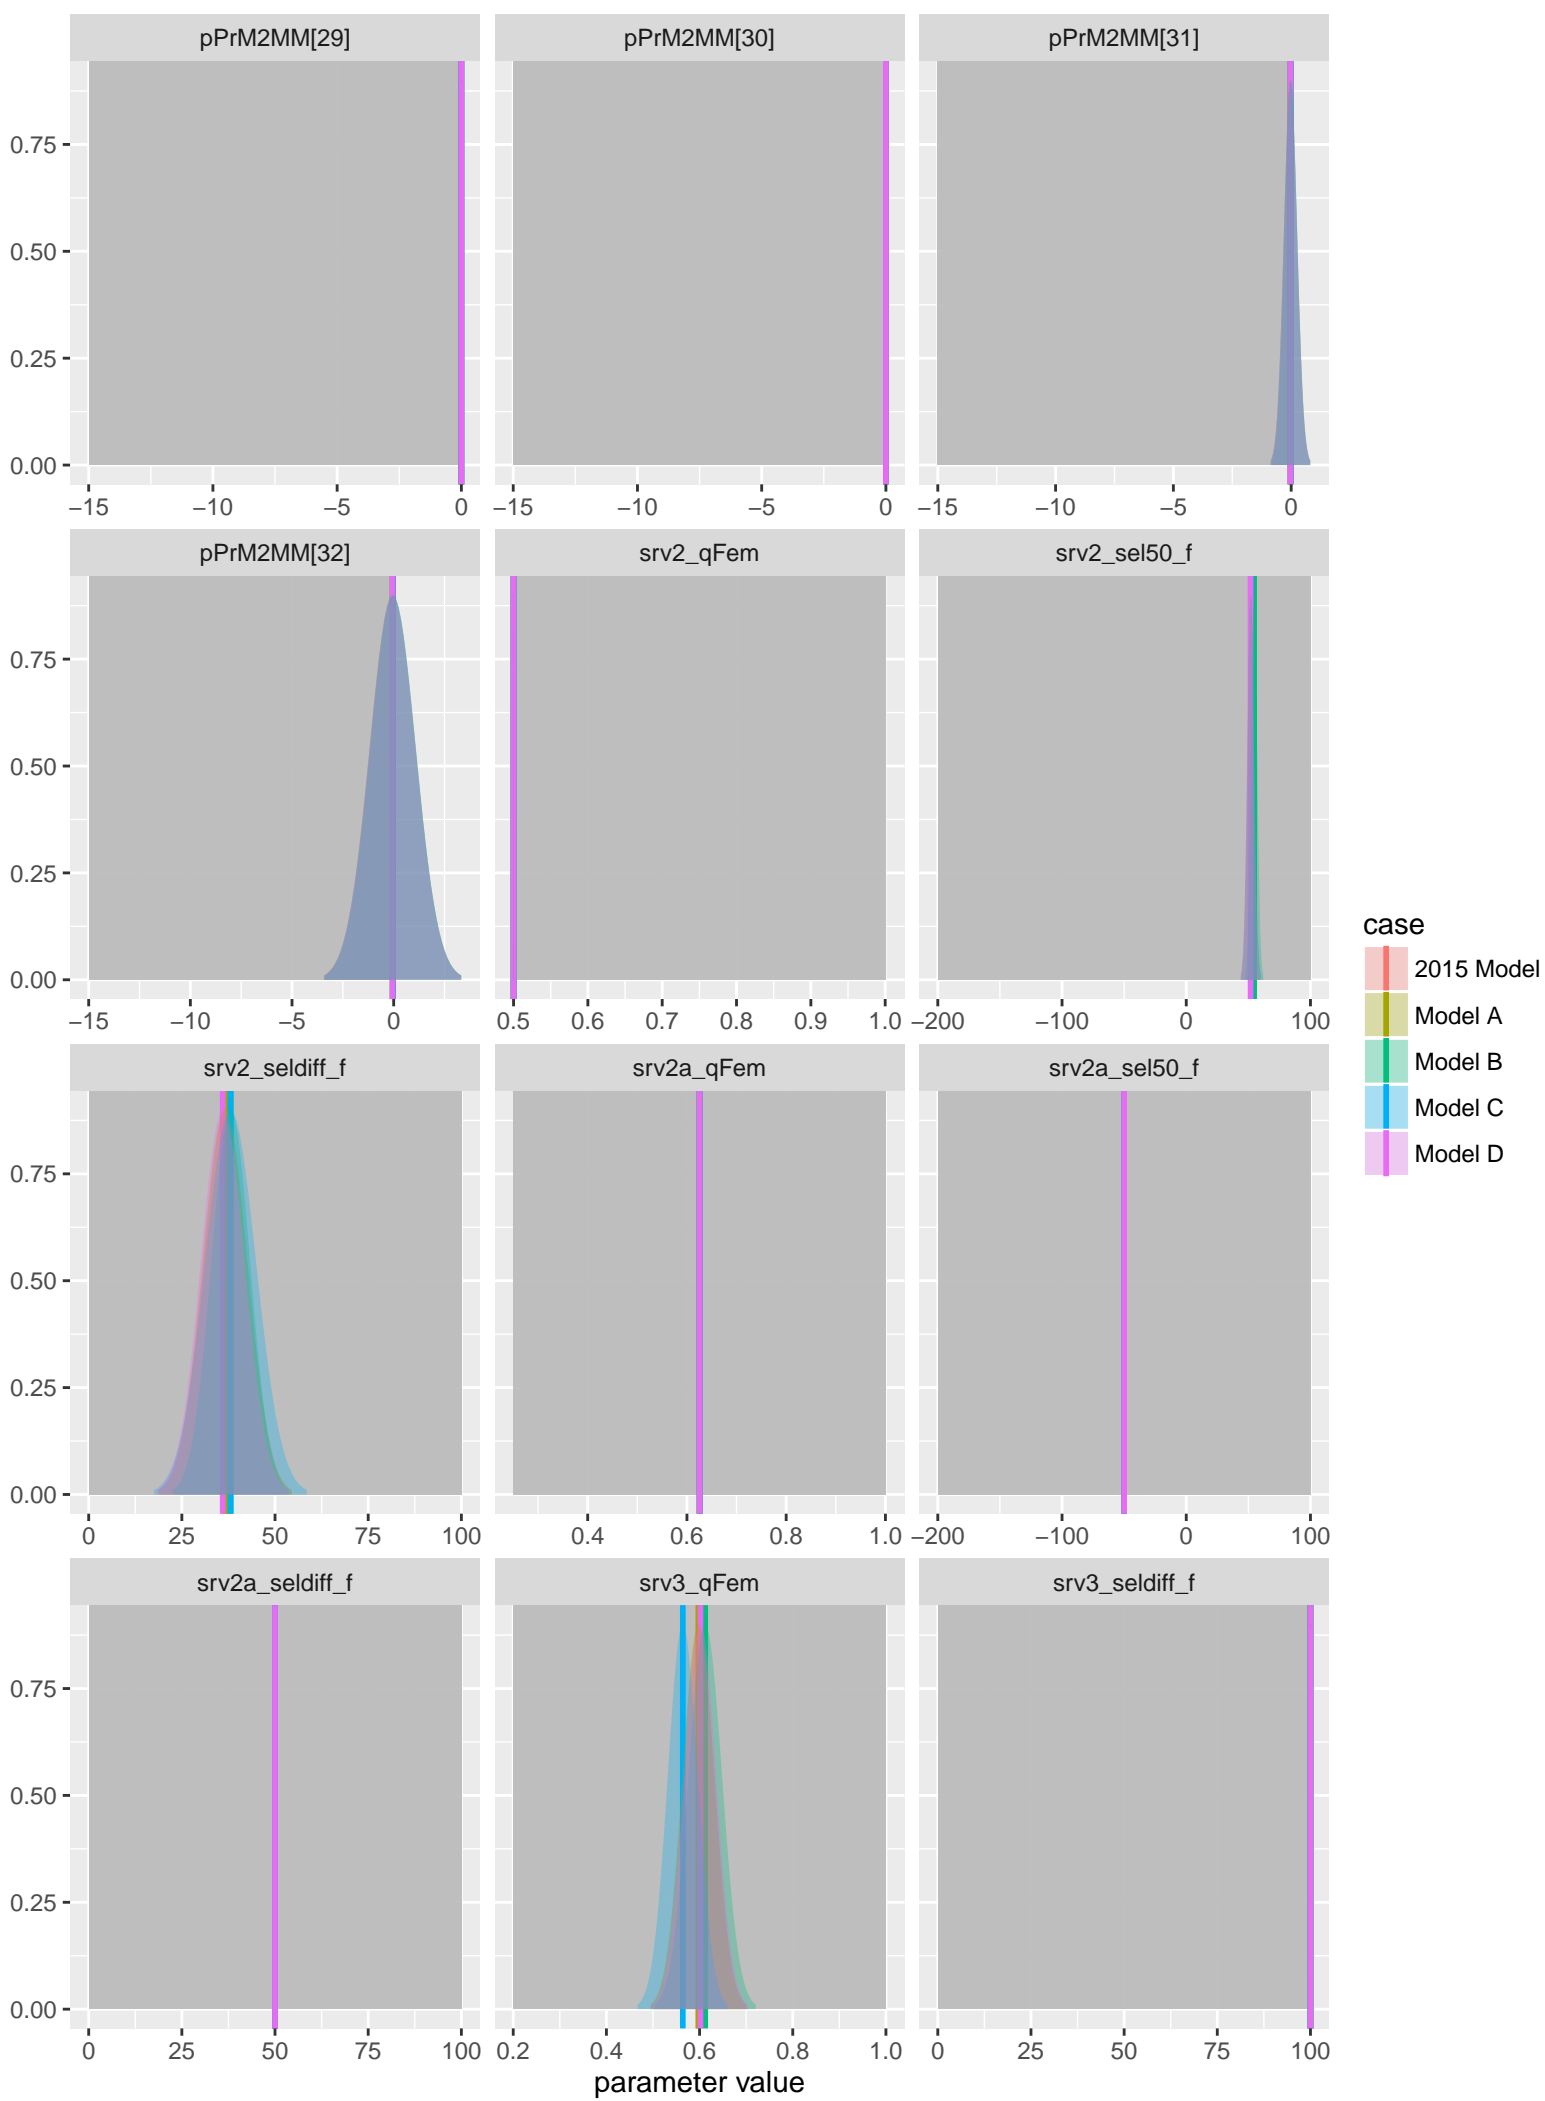 pPrM2MM[29] pPrM2MM[30] pPrM2MM[31]
0.75
0.50
0.25
0.00
−15 −10 −5 0 −15 −10 −5 0 −15 −10 −5 0
pPrM2MM[32] srv2_qFem srv2_sel50_f
0.75
0.50
0.25
0.00
−15 −10 −5 0 0.5 0.6 0.7 0.8 0.9 1.0 −200 −100 0 100
srv2_seldiff_f srv2a_qFem srv2a_sel50_f
0.75
0.50
0.25
0.00
0 25 50 75 100 0.4 0.6 0.8 1.0 −200 −100 0 100
srv2a_seldiff_f srv3_qFem srv3_seldiff_f
0.75
0.50
0.25
0.00
0 25 50 75 100 0.2 0.4 0.6 0.8 1.0 0 25 50 75 100
parameter value
case
2015 Model
Model A
Model B
Model C
Model D